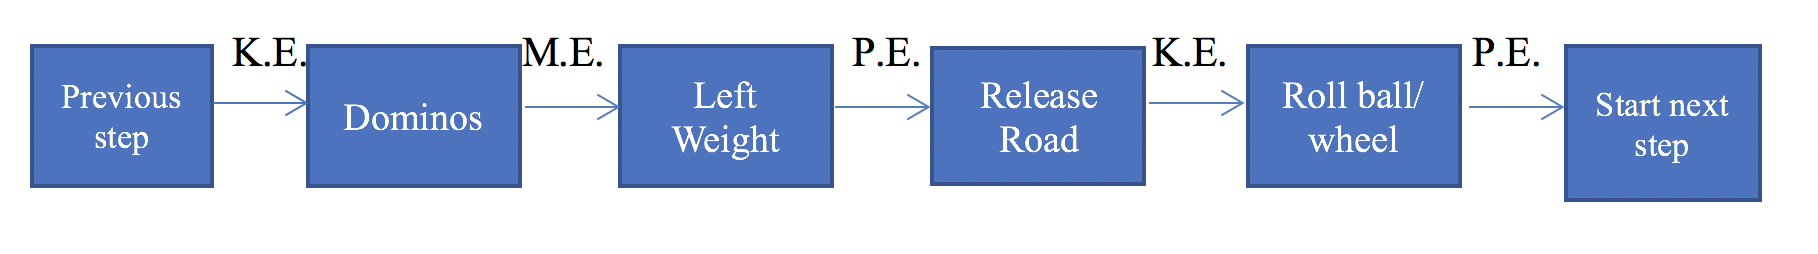 K.E.
M.E.
P.E.
K.E.
P.E.
Previous
step
Dominos
Left
Weight
Release
Road
Roll ball/
wheel
Start next
step